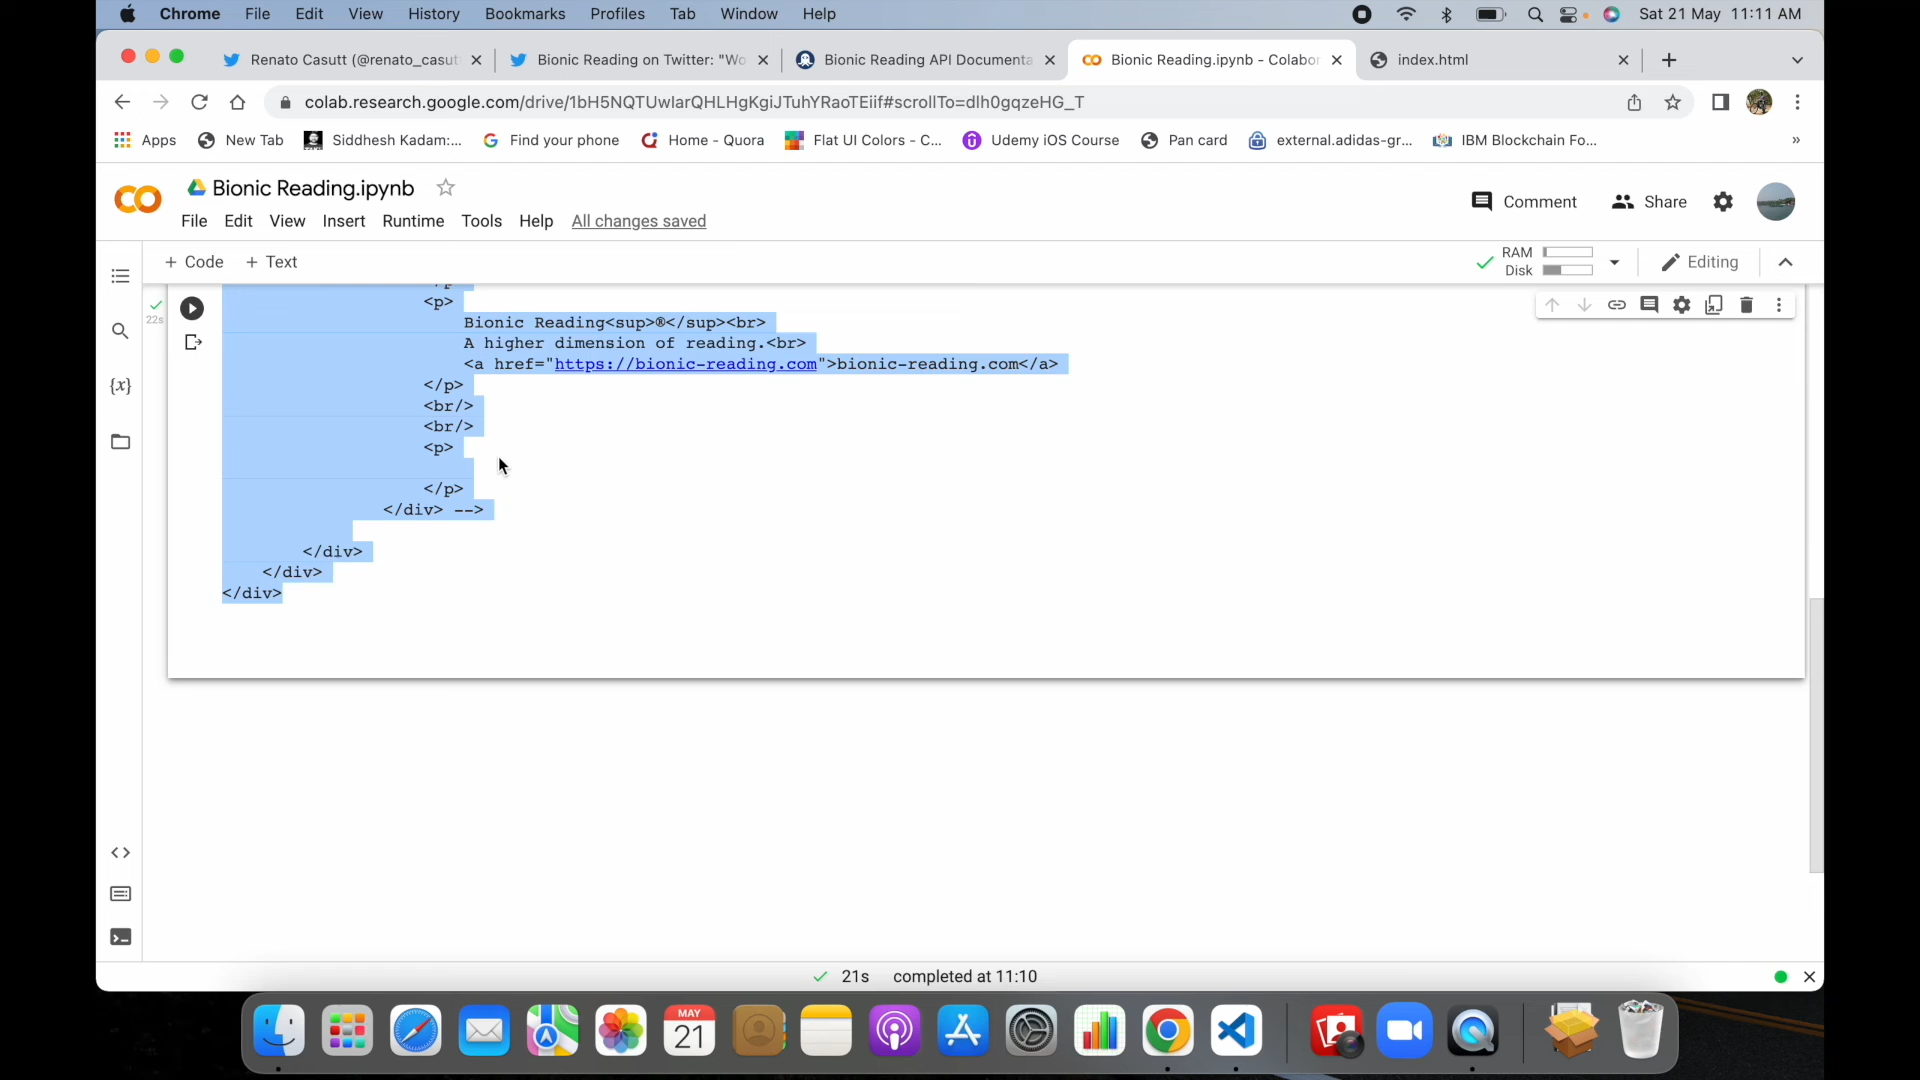 Chrome File Edit View History Bookmarks Profiles Tab Window Help Sat 21 May 11:11 AM
Renato Casutt (@renato_casut Bionic Reading on Twitter: "Wo Bionic Reading API Documenta Bionic Reading.ipynb - Colabor index.html
colab.research.google.com/drive/1bH5NQTUwlarQHLHgKgiJTuhYRaoTEiif#scrollTo=dlh0gqzeHG_T
Apps New Tab Siddhesh Kadam:... Find your phone Home - Quora Flat UI Colors - C... Udemy iOS Course Pan card external.adidas-gr... IBM Blockchain Fo... »
Bionic Reading.ipynb
Comment Share
File Edit View Insert Runtime Tools Help All changes saved
+ Code + Text RAM Disk Editing
22s
<p>
Bionic Reading<sup>®</sup><br>
A higher dimension of reading.<br>
<a href="https://bionic-reading.com">bionic-reading.com</a>
</p>
<br/>
<br/>
<p>
</p>
</div> -->
</div>
</div>
</div>
21s completed at 11:10
MAY
21